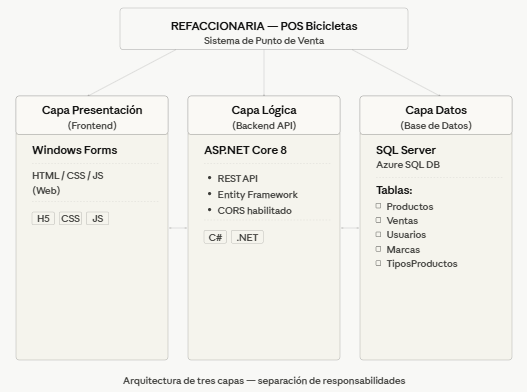 REFACCIONARIA — POS Bicicletas
Sistema de Punto de Venta
Capa Presentación
(Frontend)
Windows Forms
HTML / CSS / JS
(Web)
H5 CSS JS
Capa Lógica
(Backend API)
ASP.NET Core 8
• REST API
• Entity Framework
• CORS habilitado
C# .NET
Capa Datos
(Base de Datos)
SQL Server
Azure SQL DB
Tablas:
□ Productos
□ Ventas
□ Usuarios
□ Marcas
□ TiposProductos
Arquitectura de tres capas — separación de responsabilidades